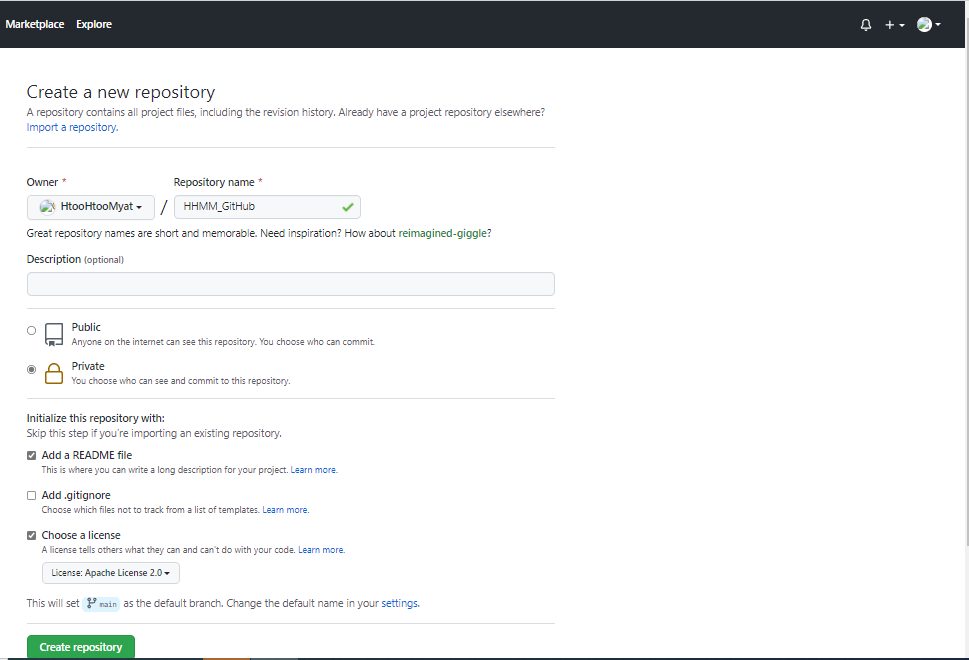 Marketplace Explore
Create a new repository
A repository contains all project files, including the revision history. Already have a project repository elsewhere?
Import a repository.
Owner * Repository name *
HtooHtooMyat / HHMM_GitHub
Great repository names are short and memorable. Need inspiration? How about reimagined-giggle?
Description (optional)
Public
Anyone on the internet can see this repository. You choose who can commit.
Private
You choose who can see and commit to this repository.
Initialize this repository with:
Skip this step if you're importing an existing repository.
Add a README file
This is where you can write a long description for your project. Learn more.
Add .gitignore
Choose which files not to track from a list of templates. Learn more.
Choose a license
A license tells others what they can and can't do with your code. Learn more.
License: Apache License 2.0
This will set main as the default branch. Change the default name in your settings.
Create repository